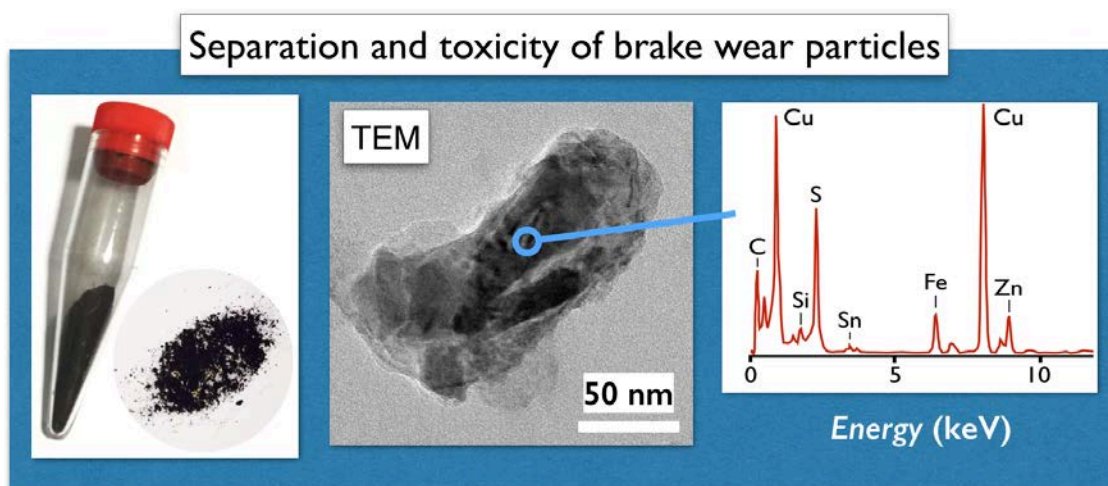 Separation and toxicity of brake wear particles
TEM
50 nm
Cu
Cu
S
C
Fe
Zn
Si
Sn
0
5
10
Energy (keV)